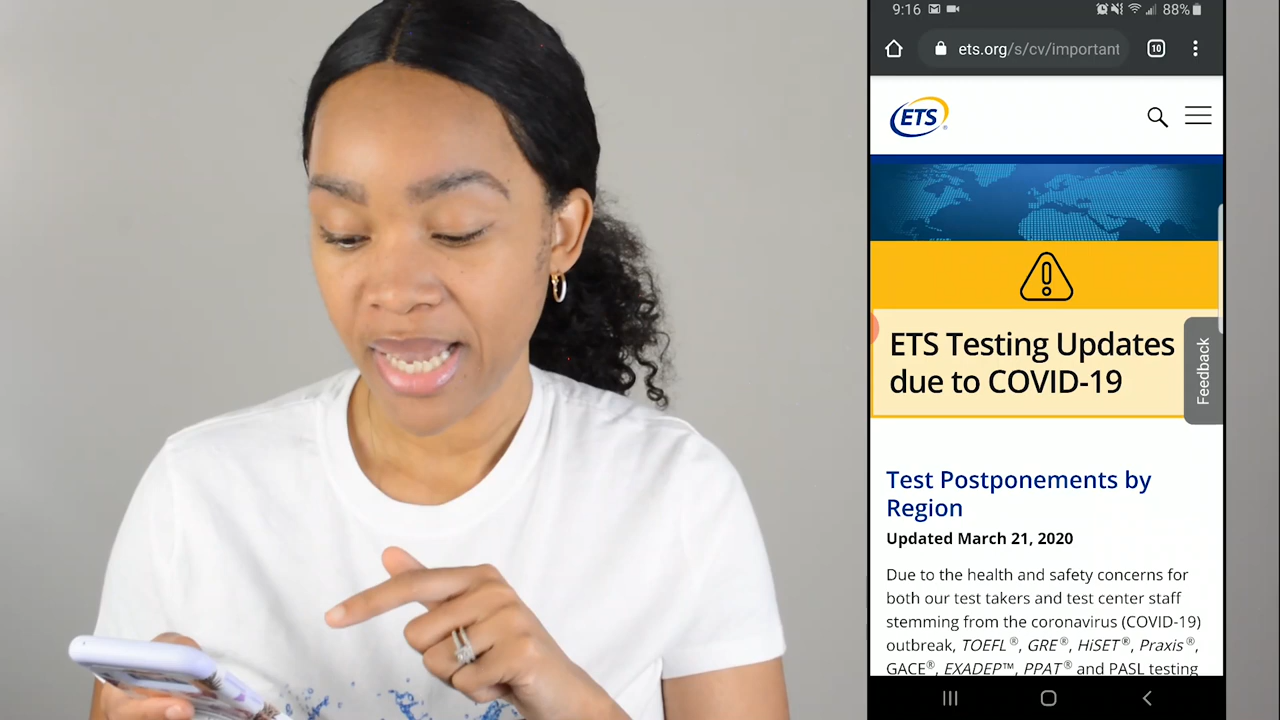 9:16
88%
ets.org/s/cv/important
10
ETS®
ETS Testing Updates
due to COVID-19
Feedback
Test Postponements by
Region
Updated March 21, 2020
Due to the health and safety concerns for
both our test takers and test center staff
stemming from the coronavirus (COVID-19)
outbreak, TOEFL®, GRE®, HiSET®, Praxis®,
GACE®, EXADEP™, PPAT® and PASL testing